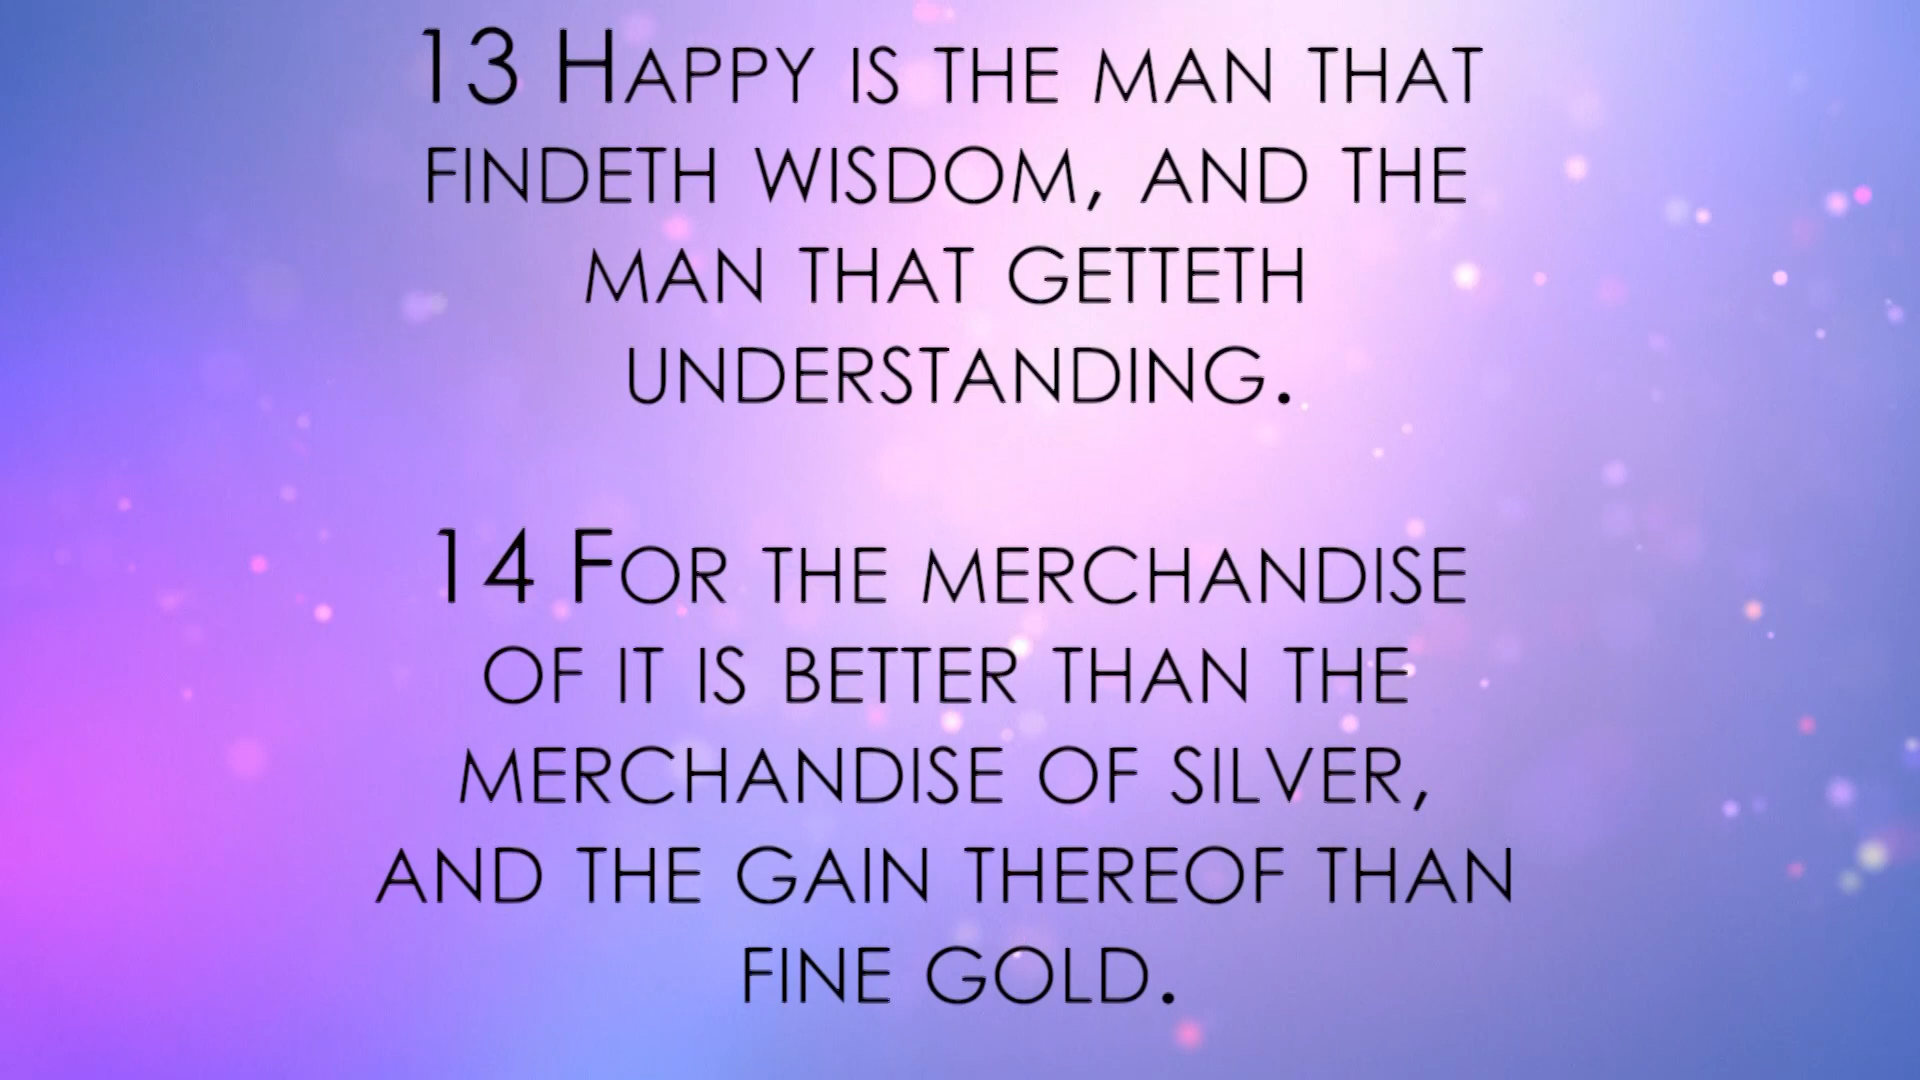 13 Happy is the man that
findeth wisdom, and the
man that getteth
understanding.
14 For the merchandise
of it is better than the
merchandise of silver,
and the gain thereof than
fine gold.